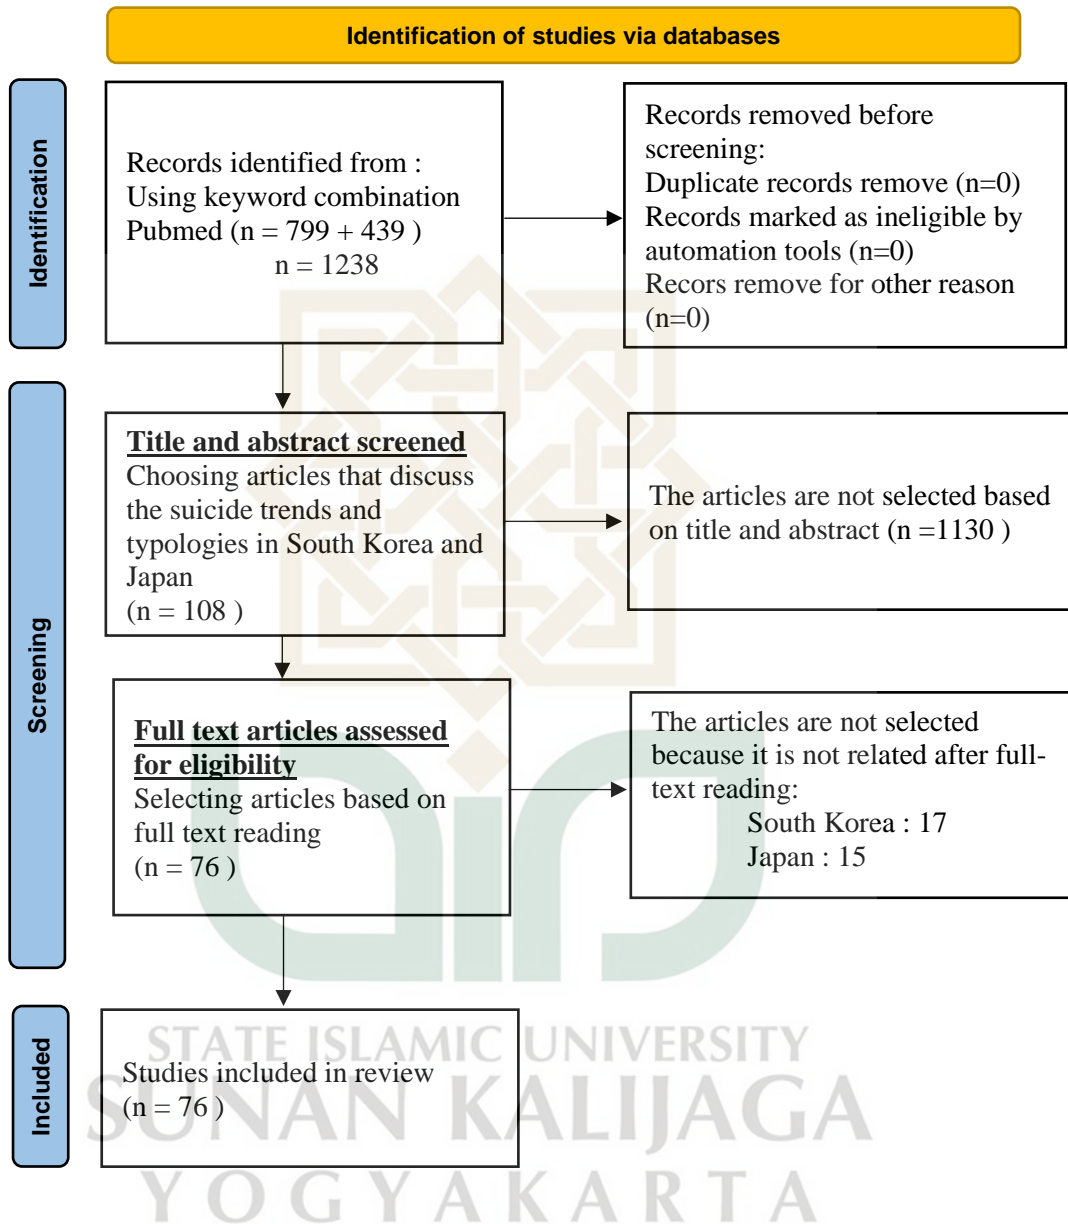 Identification of studies via databases
Identification
Records identified from :
Using keyword combination
Pubmed (n = 799 + 439 )
n = 1238
Records removed before
screening:
Duplicate records remove (n=0)
Records marked as ineligible by
automation tools (n=0)
Recors remove for other reason
(n=0)
Screening
Title and abstract screened
Choosing articles that discuss
the suicide trends and
typologies in South Korea and
Japan
(n = 108 )
The articles are not selected based
on title and abstract (n =1130 )
Full text articles assessed
for eligibility
Selecting articles based on
full text reading
(n = 76 )
The articles are not selected
because it is not related after full-
text reading:
South Korea : 17
Japan : 15
Included
Studies included in review
(n = 76 )
STATE ISLAMIC UNIVERSITY
SUNAN KALIJAGA
YOGYAKARTA